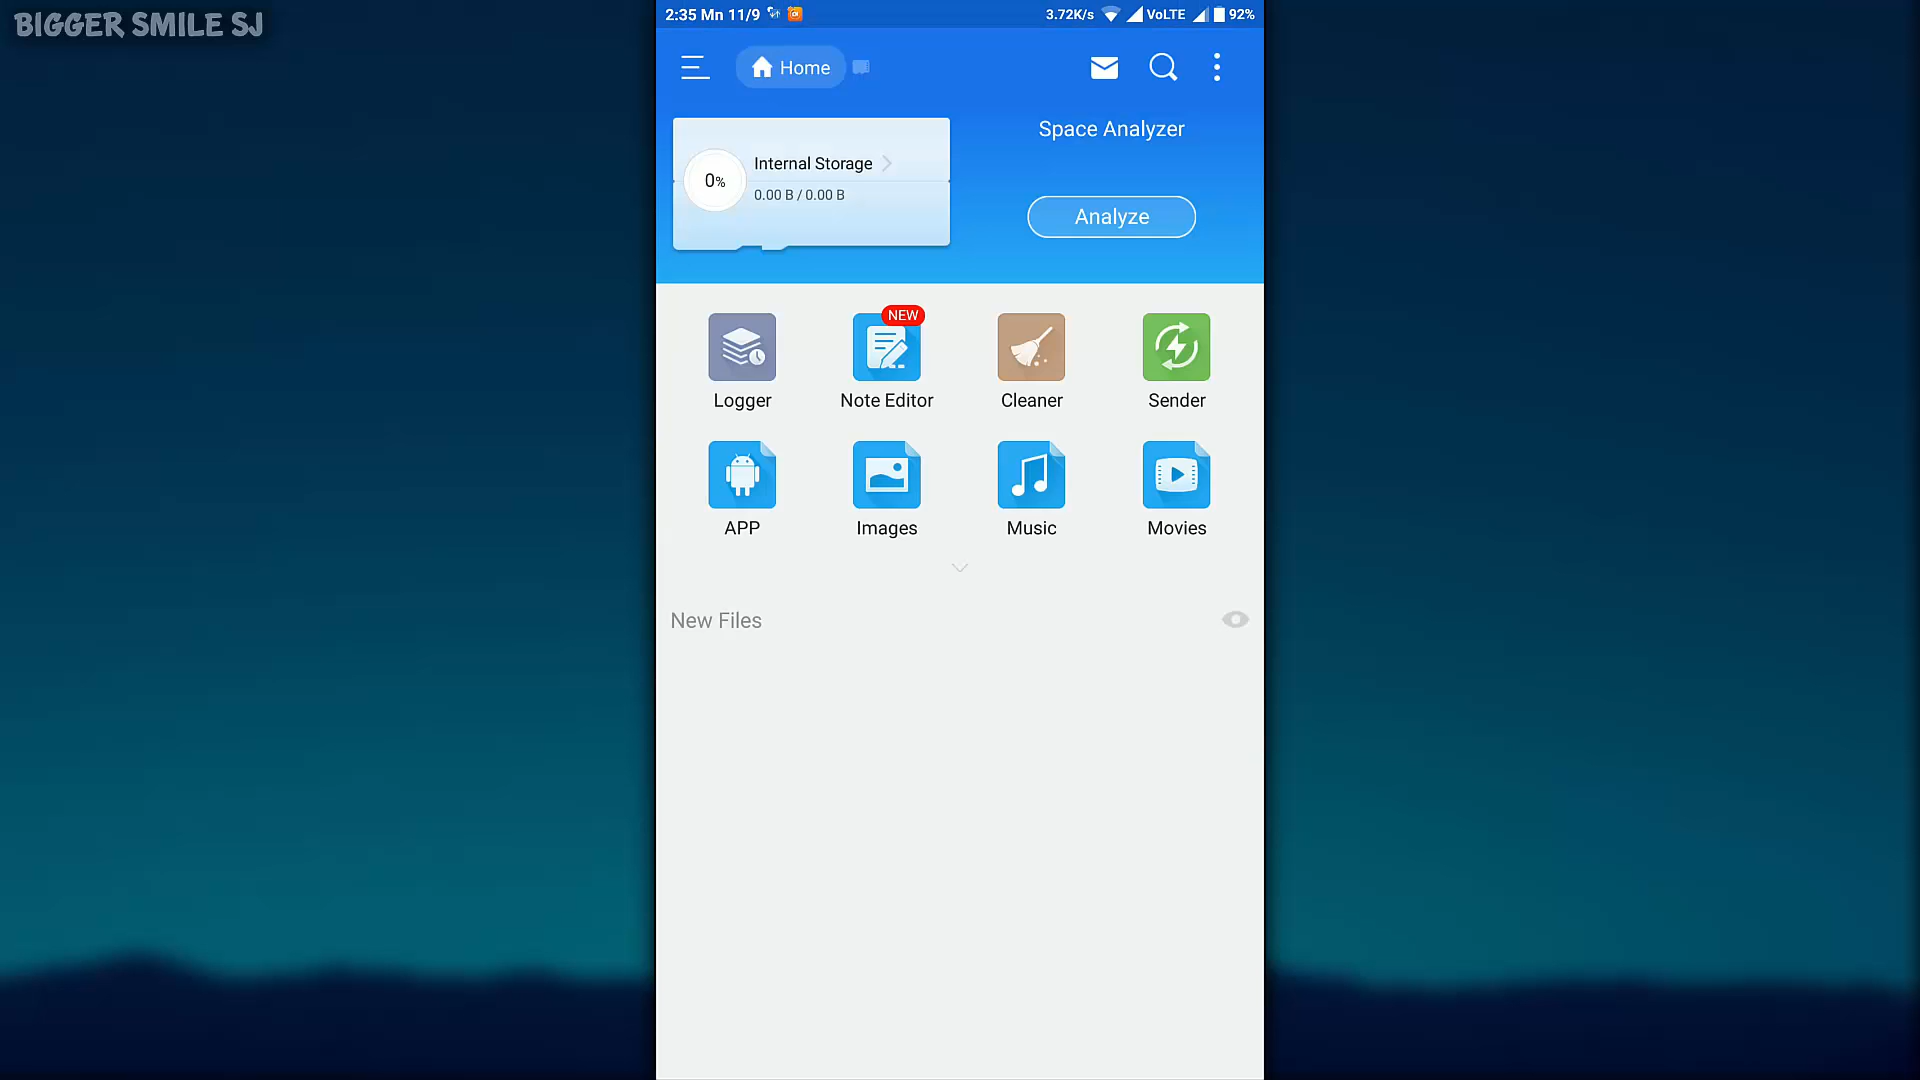 BIGGER SMILE SJ
2:35 Mn 11/9
3.72K/s VoLTE 92%
Home
Space Analyzer
Internal Storage
0%
0.00 B / 0.00 B
Analyze
NEW
Logger Note Editor Cleaner Sender
APP Images Music Movies
New Files